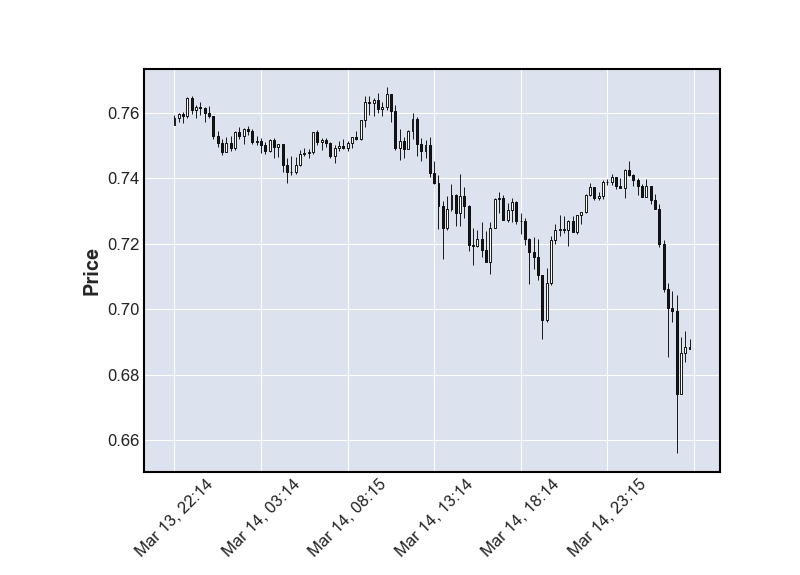 0.76
0.74
0.72
0.70
0.68
0.66
Price
Mar 13, 22:14
Mar 14, 03:14
Mar 14, 08:15
Mar 14, 13:14
Mar 14, 18:14
Mar 14, 23:15